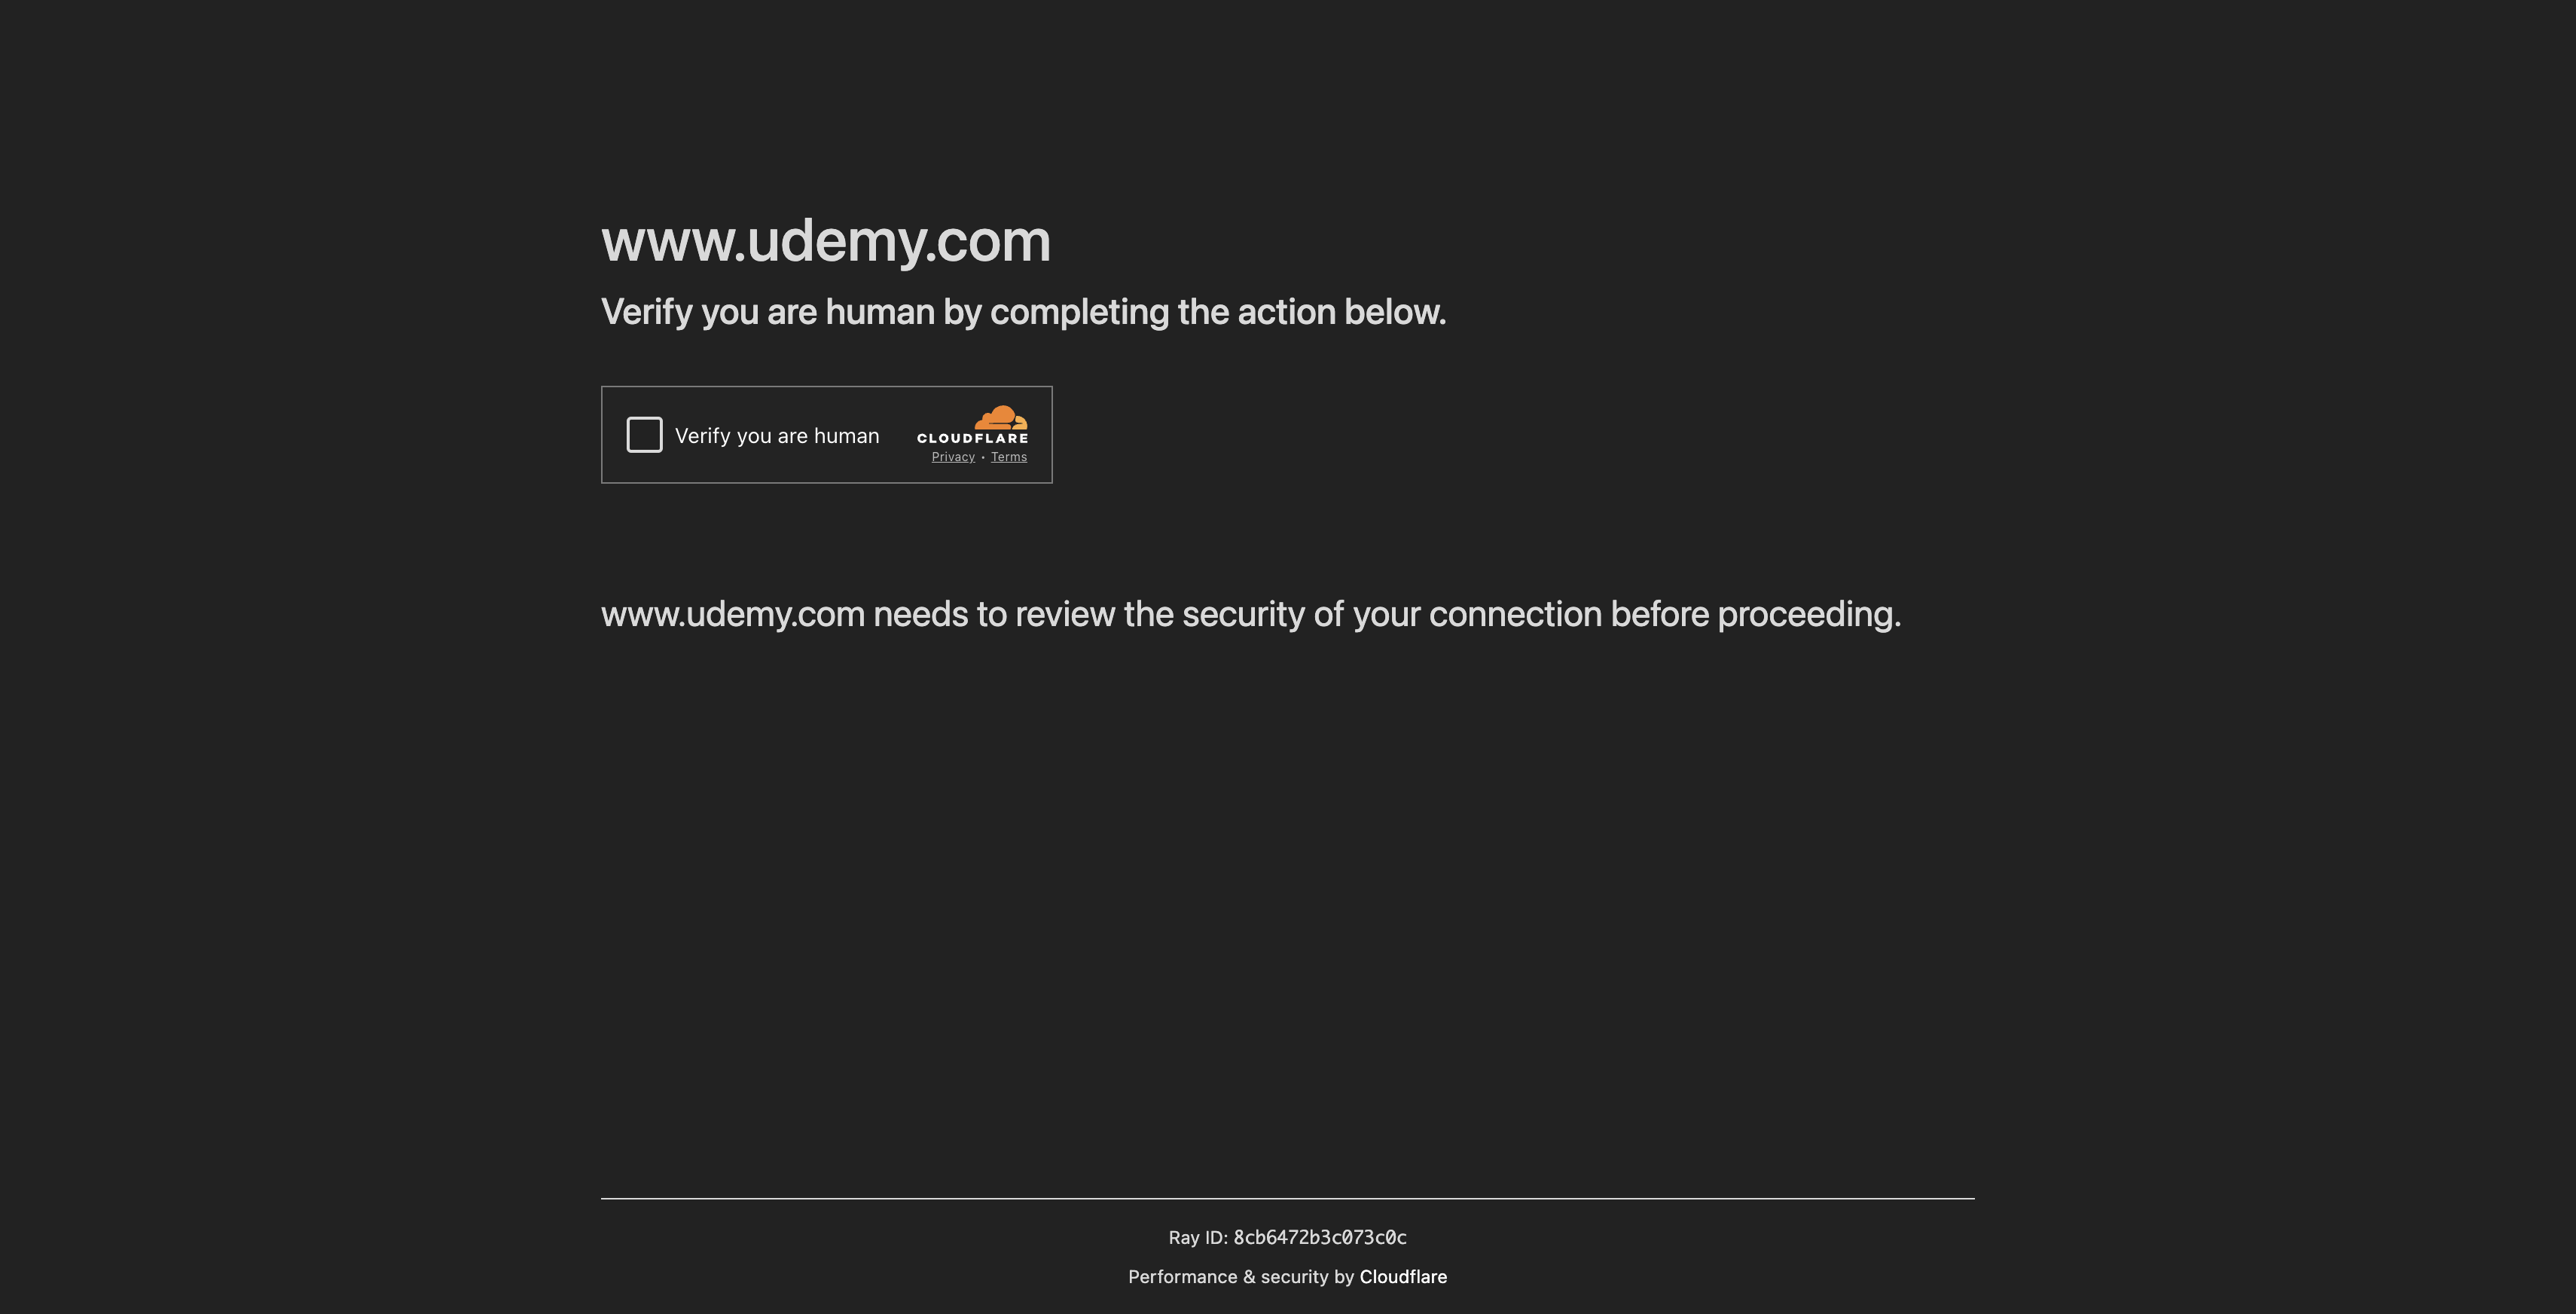 www.udemy.com
Verify you are human by completing the action below.
Verify you are human
CLOUDFLARE
Privacy • Terms
www.udemy.com needs to review the security of your connection before proceeding.
Ray ID: 8cb6472b3c073c0c
Performance & security by Cloudflare